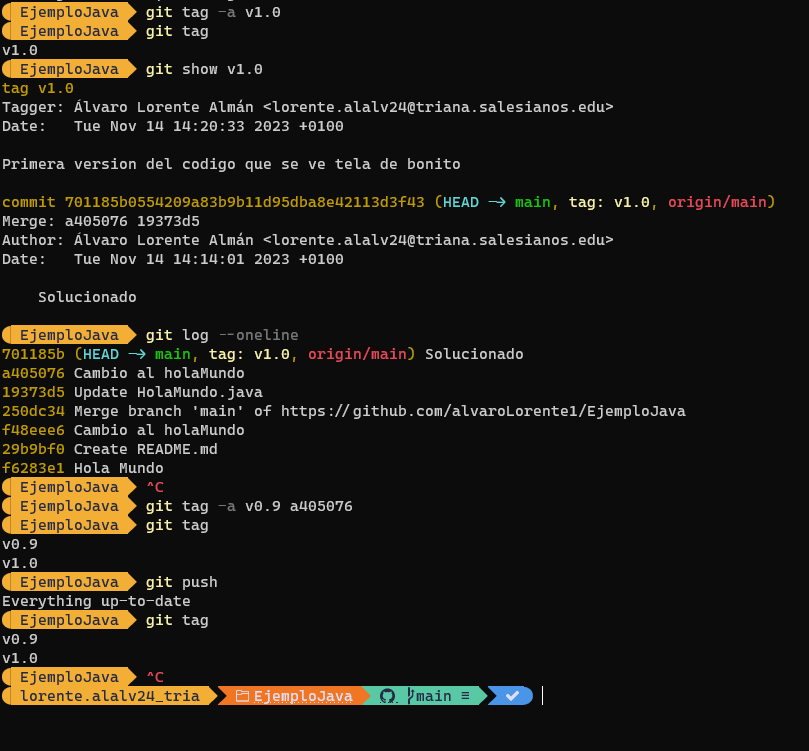 EjemploJava git tag -a v1.0
EjemploJava git tag
v1.0
EjemploJava git show v1.0
tag v1.0
Tagger: Álvaro Lorente Almán <lorente.alalv24@triana.salesianos.edu>
Date:   Tue Nov 14 14:20:33 2023 +0100
Primera version del codigo que se ve tela de bonito
commit 701185b0554209a83b9b11d95dba8e42113d3f43 (HEAD -> main, tag: v1.0, origin/main)
Merge: a405076 19373d5
Author: Álvaro Lorente Almán <lorente.alalv24@triana.salesianos.edu>
Date:   Tue Nov 14 14:14:01 2023 +0100
    Solucionado
EjemploJava git log --oneline
701185b (HEAD -> main, tag: v1.0, origin/main) Solucionado
a405076 Cambio al holaMundo
19373d5 Update HolaMundo.java
250dc34 Merge branch 'main' of https://github.com/alvaroLorente1/EjemploJava
f48eee6 Cambio al holaMundo
29b9bf0 Create README.md
f6283e1 Hola Mundo
EjemploJava ^C
EjemploJava git tag -a v0.9 a405076
EjemploJava git tag
v0.9
v1.0
EjemploJava git push
Everything up-to-date
EjemploJava git tag
v0.9
v1.0
EjemploJava ^C
lorente.alalv24_tria EjemploJava main ≡